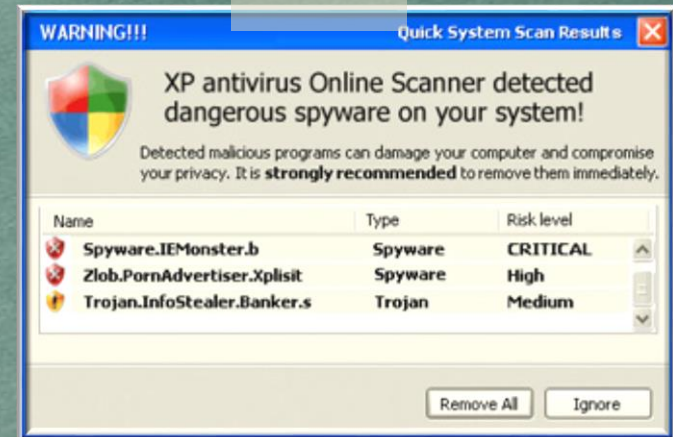 WARNING!!! Quick System Scan Results
XP antivirus Online Scanner detected
dangerous spyware on your system!
Detected malicious programs can damage your computer and compromise
your privacy. It is strongly recommended to remove them immediately.
Name Type Risk level
Spyware.IEMonster.b Spyware CRITICAL
Zlob.PornAdvertiser.Xplisit Spyware High
Trojan.InfoStealer.Banker.s Trojan Medium
Remove All Ignore